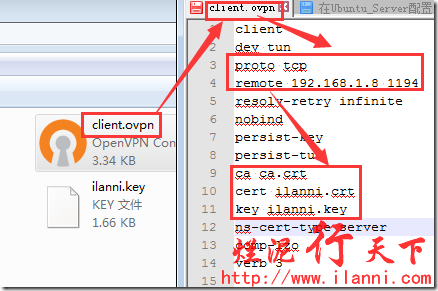 client.ovpn
OpenVPN Con
3.34 KB
ilanni.key
KEY 文件
1.66 KB
client.ovpn
在Ubuntu_Server配置
1 client
2 dev tun
3 proto tcp
4 remote 192.168.1.8 1194
5 resolv-retry infinite
6 nobind
7 persist-key
8 persist-tun
9 ca ca.crt
10 cert ilanni.crt
11 key ilanni.key
12 ns-cert-type server
13 comp-lzo
14 verb 3
烂泥行天下
http://www.ilanni.com